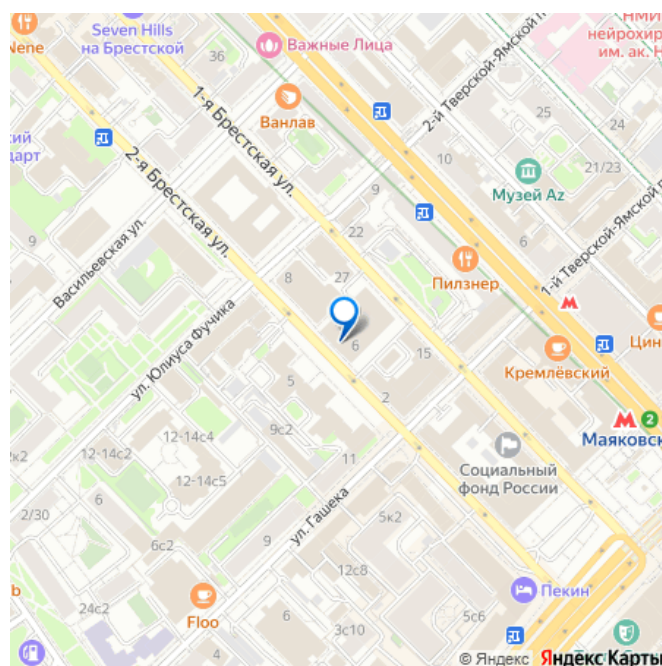 Nene
Seven Hills
на Брестской
36
Важные Лица
НМИ
нейрохир
им. ак. Н
1-я Брестская ул.
Ванлав
2-й Тверской-Ямской п
25
24
кий
дарт
2-я Брестская ул.
10
21/23
Музей Az
9
9
Васильевская ул.
22
6
Пилзнер
1-й Тверской-Ямской п
8
27
ул. Юлиуса Фучика
6
15
Цин
Кремлёвский
5
2
2
Маяковск
9с2
12-14с4
12-14с2
2к2
11
Социальный
фонд России
12-14с5
6
ул. Гашека
2/30
5к2
9
6с2
12с8
b
Пекин
24с2
Floo
6
5с6
3с10
© Яндекс Яндекс Карты